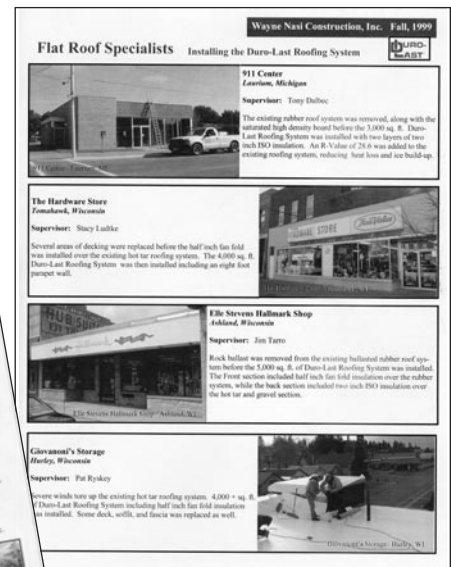 Wayne Nasi Construction, Inc.   Fall, 1999
Flat Roof Specialists   Installing the Duro-Last Roofing System
DURO-
LAST
911 Center
Laurium, Michigan
Supervisor:   Tony Dalbec
The existing rubber roof system was removed, along with the
saturated high density board before the 3,000 sq. ft.  Duro-
Last Roofing System was installed with two layers of two
inch ISO insulation.  An R-Value of 28.6 was added to the
existing roofing system, reducing  heat loss and ice build-up.
911 Center - Laurium, MI
The Hardware Store
Tomahawk, Wisconsin
Supervisor:   Stacy Ludtke
Several areas of decking were replaced before the half inch fan fold
was installed over the existing hot tar roofing system.  The 4,000 sq. ft.
Duro-Last Roofing System  was then installed including an eight foot
parapet wall.
HARDWARE STORE
Elle Stevens Hallmark Shop
Ashland, Wisconsin
Supervisor:   Jim Tarro
Rock ballast was removed from the existing ballasted rubber roof sys-
tem before the 5,000 sq. ft. of Duro-Last Roofing System was installed.
The Front section included half inch fan fold insulation over the rubber
system, while the back section included two inch ISO insulation over
the hot tar and gravel section.
Elle Stevens Hallmark Shop - Ashland, WI
Giovanoni's Storage
Hurley, Wisconsin
Supervisor:   Pat Ryskey
Severe winds tore up the existing hot tar roofing system.  4,000 + sq. ft.
of Duro-Last Roofing System including half inch fan fold insulation
was installed.  Some deck, soffit, and fascia was replaced as well.
Giovanoni's Storage - Hurley, WI